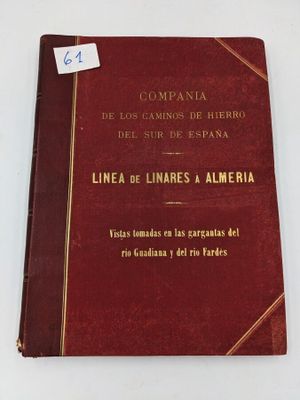 61
COMPAÑIA
DE LOS CAMINOS DE HIERRO
DEL SUR DE ESPAÑA
LINEA DE LINARES Á ALMERIA
Vistas tomadas en las gargantas del
rio Guadiana y del rio Fardes